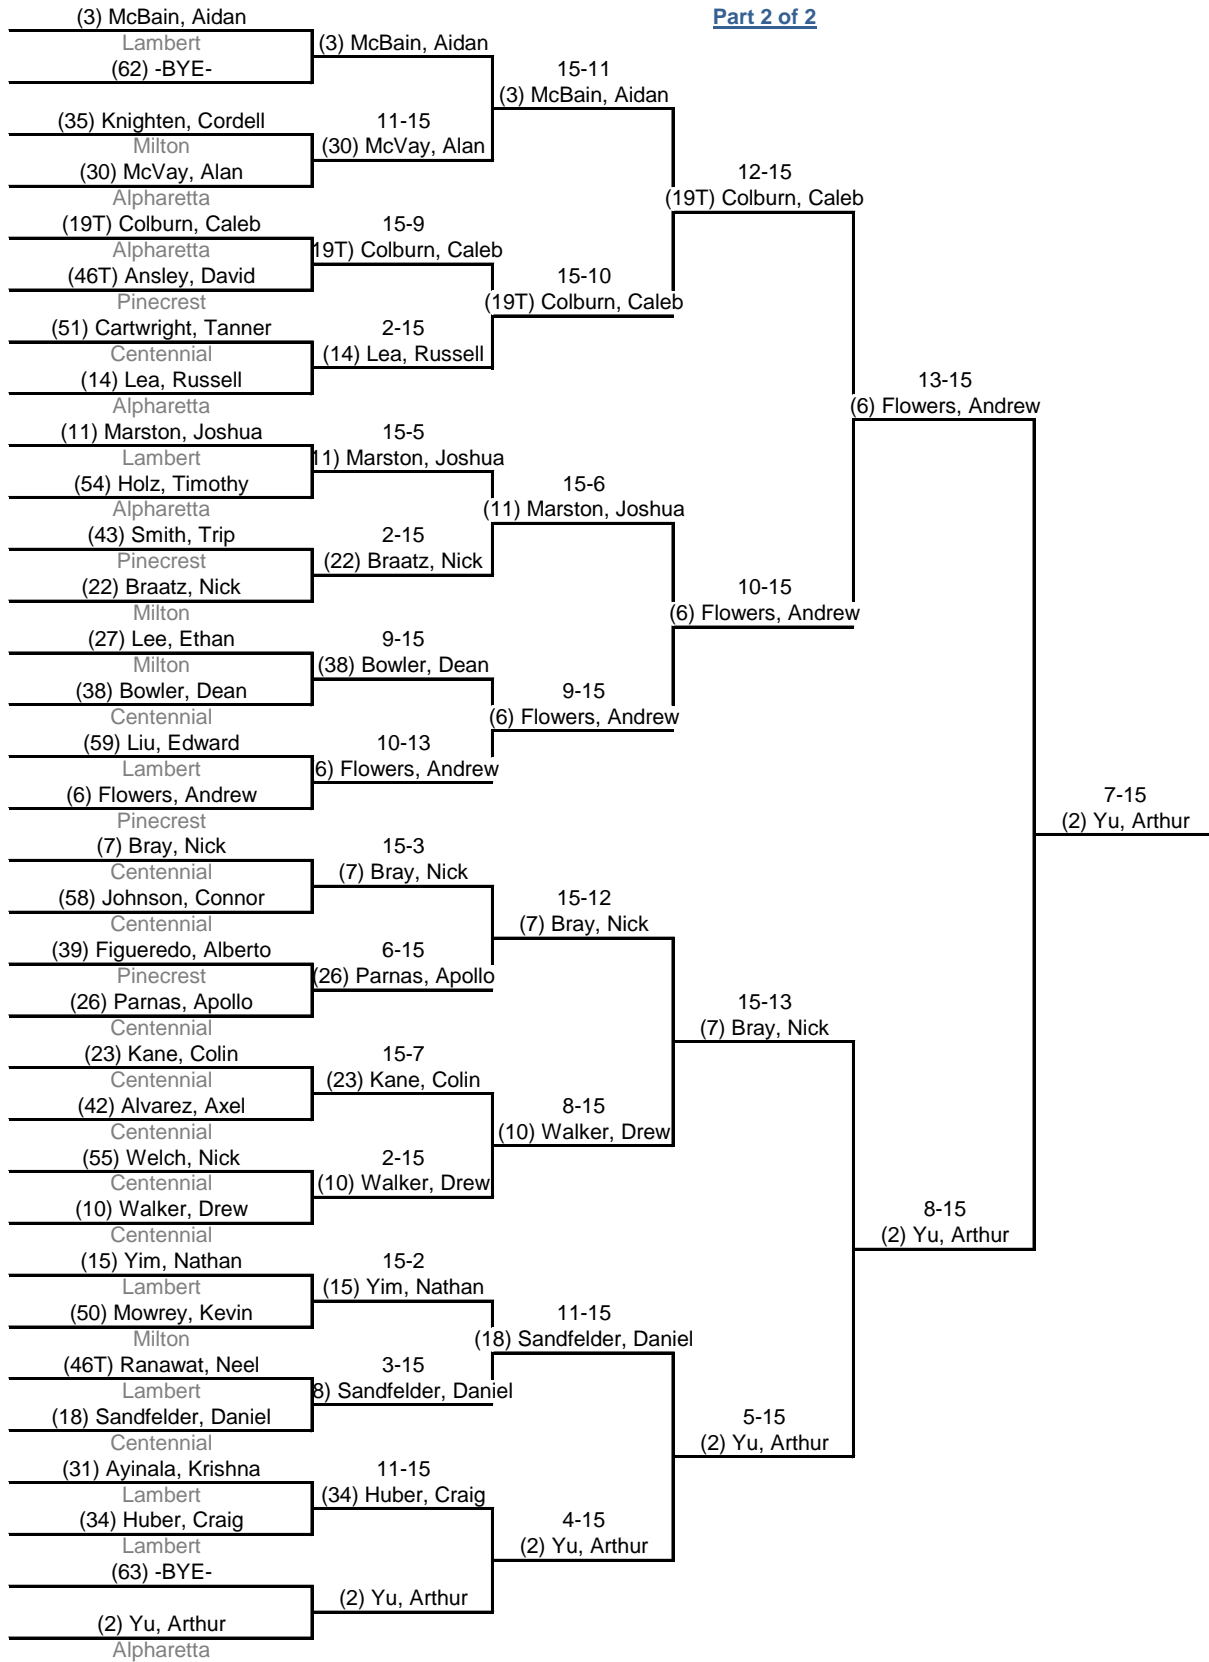 Part 2 of 2
(3) McBain, Aidan
Lambert
(62) -BYE-
(35) Knighten, Cordell
Milton
(30) McVay, Alan
Alpharetta
(19T) Colburn, Caleb
Alpharetta
(46T) Ansley, David
Pinecrest
(51) Cartwright, Tanner
Centennial
(14) Lea, Russell
Alpharetta
(11) Marston, Joshua
Lambert
(54) Holz, Timothy
Alpharetta
(43) Smith, Trip
Pinecrest
(22) Braatz, Nick
Milton
(27) Lee, Ethan
Milton
(38) Bowler, Dean
Centennial
(59) Liu, Edward
Lambert
(6) Flowers, Andrew
Pinecrest
(7) Bray, Nick
Centennial
(58) Johnson, Connor
Centennial
(39) Figueredo, Alberto
Pinecrest
(26) Parnas, Apollo
Centennial
(23) Kane, Colin
Centennial
(42) Alvarez, Axel
Centennial
(55) Welch, Nick
Centennial
(10) Walker, Drew
Centennial
(15) Yim, Nathan
Lambert
(50) Mowrey, Kevin
Milton
(46T) Ranawat, Neel
Lambert
(18) Sandfelder, Daniel
Centennial
(31) Ayinala, Krishna
Lambert
(34) Huber, Craig
Lambert
(63) -BYE-
(2) Yu, Arthur
Alpharetta
(3) McBain, Aidan
11-15
(30) McVay, Alan
15-9
19T) Colburn, Caleb
2-15
(14) Lea, Russell
15-5
11) Marston, Joshua
2-15
(22) Braatz, Nick
9-15
(38) Bowler, Dean
10-13
6) Flowers, Andrew
15-3
(7) Bray, Nick
6-15
(26) Parnas, Apollo
15-7
(23) Kane, Colin
2-15
(10) Walker, Drew
15-2
(15) Yim, Nathan
3-15
8) Sandfelder, Daniel
11-15
(34) Huber, Craig
(2) Yu, Arthur
15-11
(3) McBain, Aidan
15-10
(19T) Colburn, Caleb
15-6
(11) Marston, Joshua
9-15
(6) Flowers, Andrew
15-12
(7) Bray, Nick
8-15
(10) Walker, Drew
11-15
(18) Sandfelder, Daniel
4-15
(2) Yu, Arthur
12-15
(19T) Colburn, Caleb
10-15
(6) Flowers, Andrew
15-13
(7) Bray, Nick
5-15
(2) Yu, Arthur
13-15
(6) Flowers, Andrew
8-15
(2) Yu, Arthur
7-15
(2) Yu, Arthur